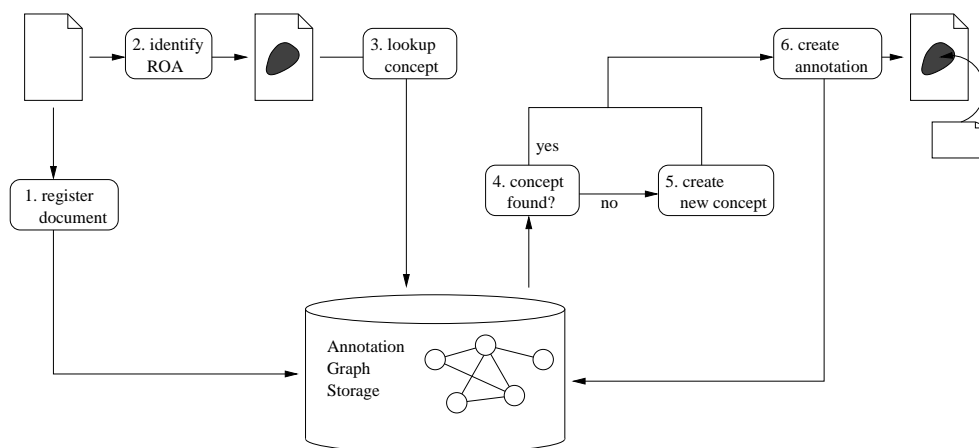 2. identify
ROA
3. lookup
concept
6. create
annotation
1. register
document
yes
4. concept
found?
no
5. create
new concept
Annotation
Graph
Storage